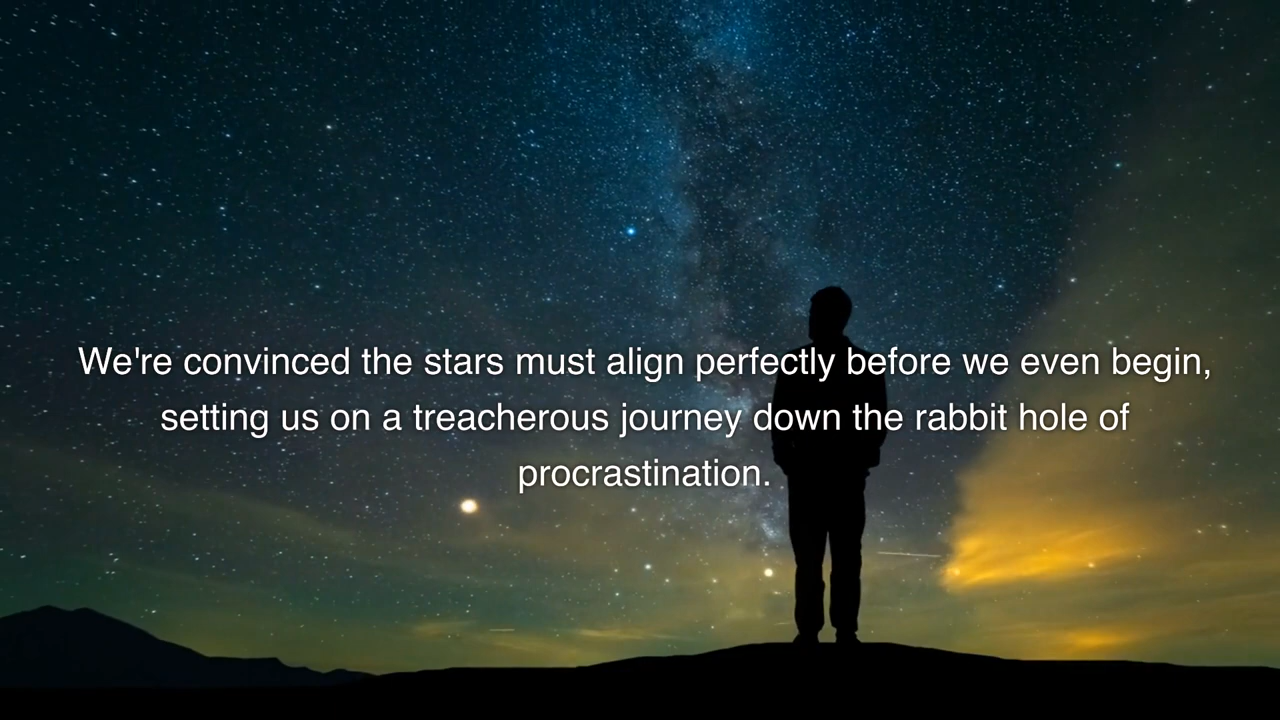 We're convinced the stars must align perfectly before we even begin,
setting us on a treacherous journey down the rabbit hole of
procrastination.